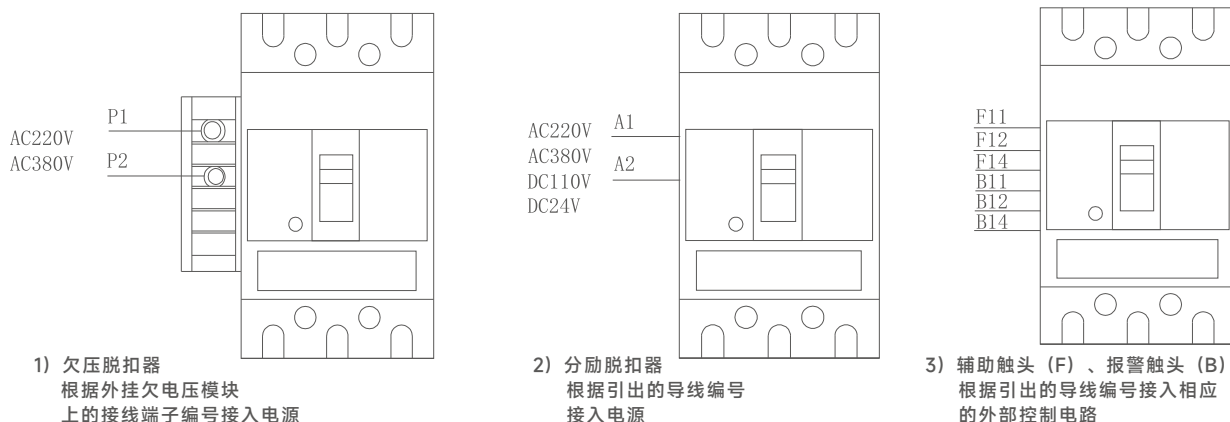 P1
AC220V
AC380V
P2
1）欠压脱扣器
根据外挂欠电压模块
上的接线端子编号接入电源
A1
AC220V
AC380V
A2
DC110V
DC24V
2）分励脱扣器
根据引出的导线编号
接入电源
F11
F12
F14
B11
B12
B14
3）辅助触头（F）、报警触头（B）
根据引出的导线编号接入相应
的外部控制电路